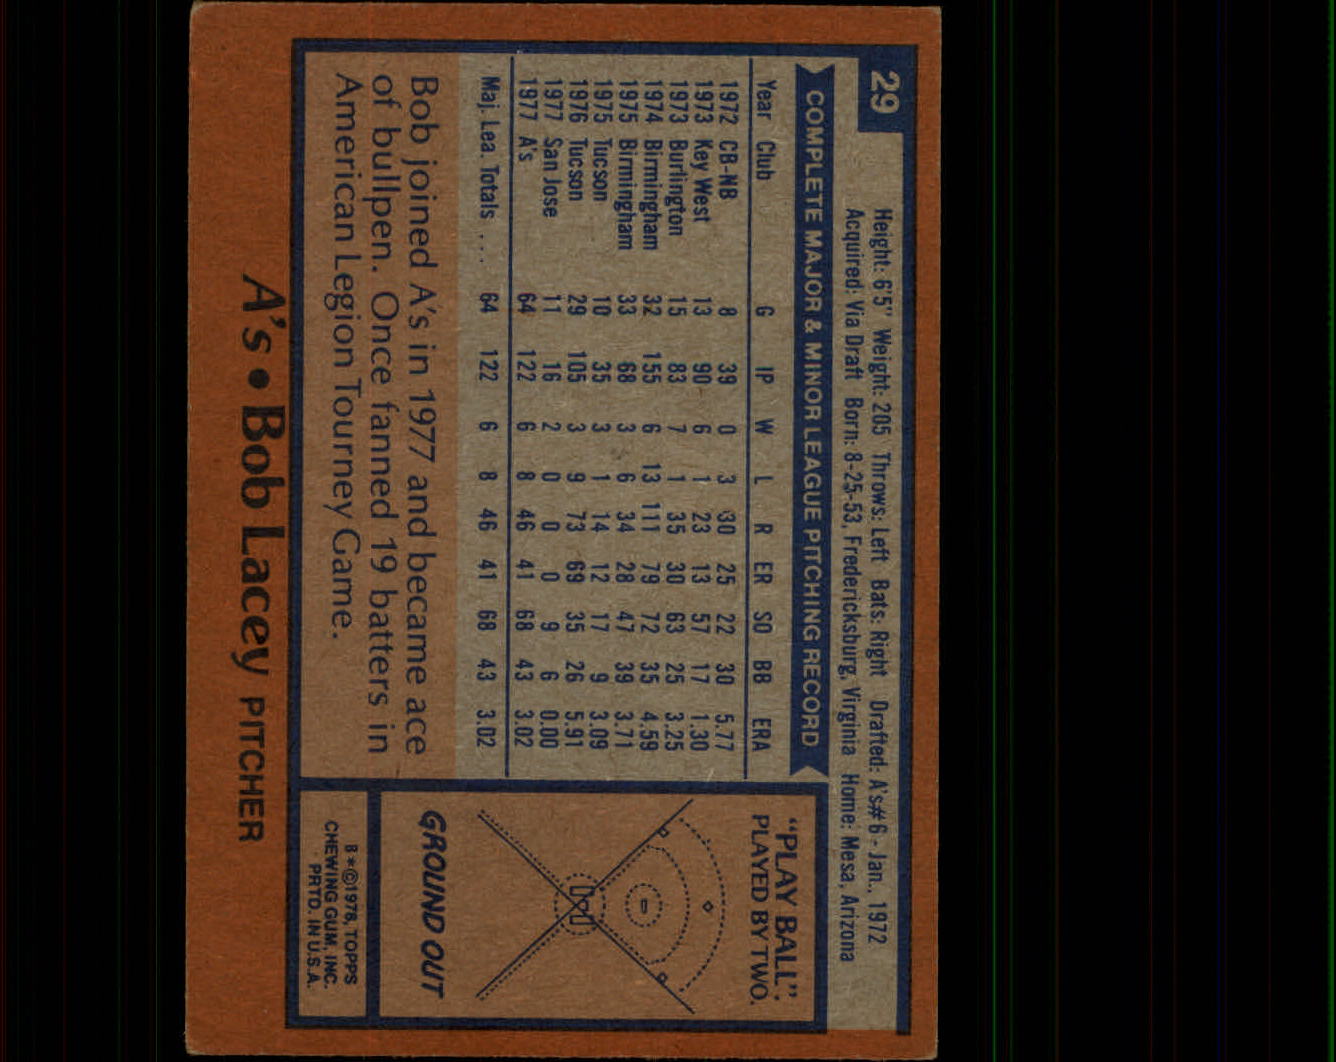 29
Height: 6'5" Weight: 205 Throws: Left Bats: Right Drafted: A's#6 - Jan., 1972
Acquired: Via Draft Born: 8-25-53, Fredericksburg, Virginia Home: Mesa, Arizona
COMPLETE MAJOR & MINOR LEAGUE PITCHING RECORD
Year Club G IP W L R ER SO BB ERA
1972 CB-NB 8 39 0 3 30 25 22 30 5.77
1973 Key West 13 90 6 1 23 13 57 17 1.30
1973 Burlington 15 83 7 1 35 30 63 25 3.25
1974 Birmingham 32 155 6 13 111 79 72 35 4.59
1975 Birmingham 33 68 3 6 34 28 47 39 3.71
1975 Tucson 10 35 3 1 14 12 17 9 3.09
1976 Tucson 29 105 3 9 73 69 35 26 5.91
1977 San Jose 11 16 2 0 0 0 9 6 0.00
1977 A's 64 122 6 8 46 41 68 43 3.02
Maj. Lea. Totals .... 64 122 6 8 46 41 68 43 3.02
Bob joined A's in 1977 and became ace
of bullpen. Once fanned 19 batters in
American Legion Tourney Game.
"PLAY BALL"
PLAYED BY TWO.
GROUND OUT
B*©1978, TOPPS
CHEWING GUM, INC.
PRTD. IN U.S.A.
A's • Bob Lacey PITCHER